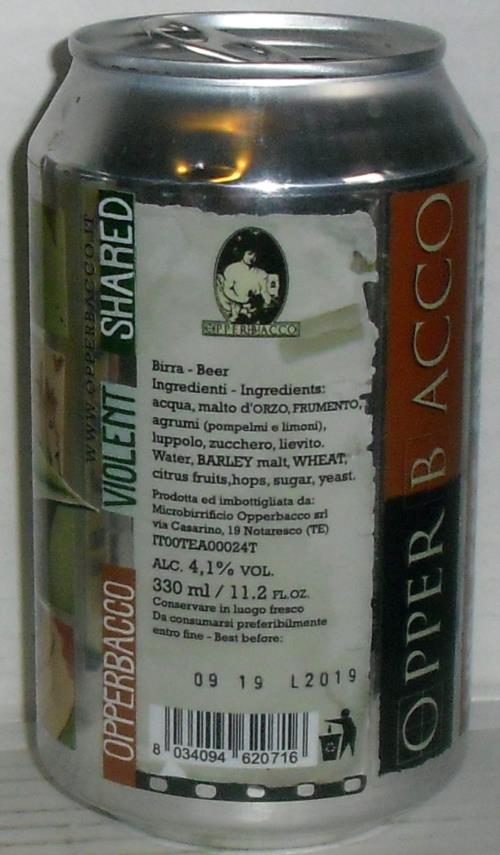 WWW.OPPERBACCO.IT
OPPERBACCO VIOLENT SHARED
OPPERBACCO
Birra - Beer
Ingredienti - Ingredients:
acqua, malto d'ORZO, FRUMENTO,
agrumi (pompelmi e limoni),
luppolo, zucchero, lievito.
Water, BARLEY malt, WHEAT,
citrus fruits,hops, sugar, yeast.
Prodotta ed imbottigliata da:
Microbirrificio Opperbacco srl
via Casarino, 19 Notaresco (TE)
IT00TEA00024T
ALC. 4,1% VOL.
330 ml / 11.2 FL.OZ.
Conservare in luogo fresco
Da consumarsi preferibilmente
entro fine - Best before:
09 19 L2019
8 034094 620716
OPPERBACCO